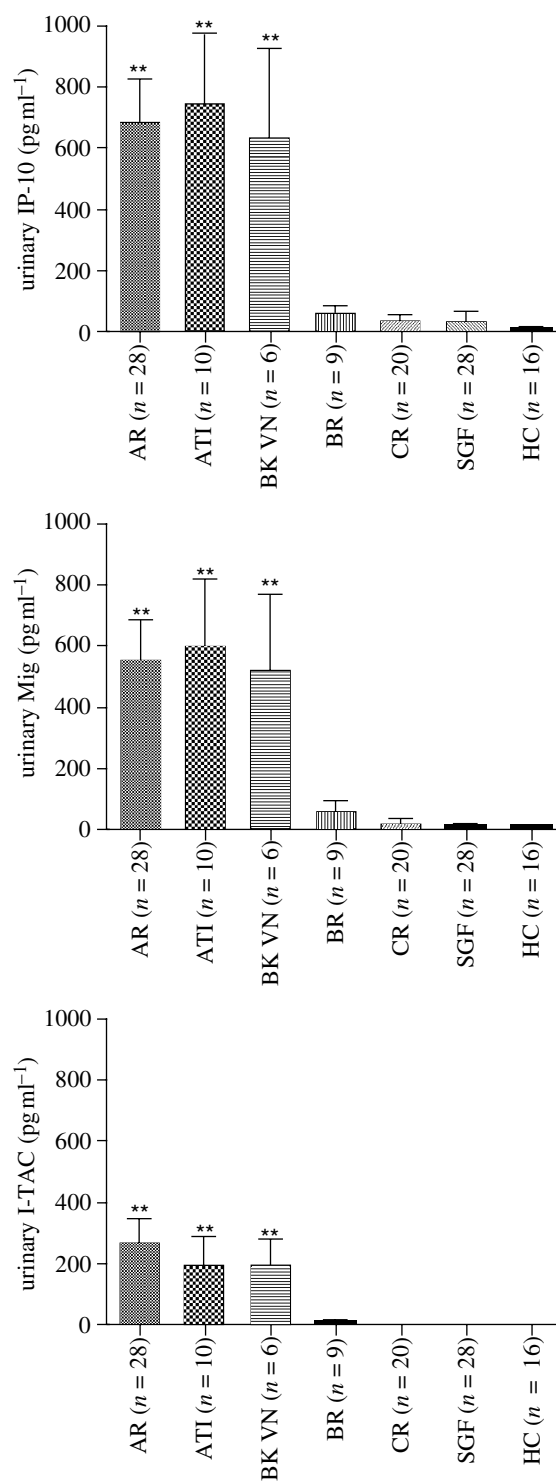 urinary IP-10 (pg ml⁻¹)
1000
800
600
400
200
0
**
**
**
AR (n = 28)
ATI (n = 10)
BK VN (n = 6)
BR (n = 9)
CR (n = 20)
SGF (n = 28)
HC (n = 16)
urinary Mig (pg ml⁻¹)
1000
800
600
400
200
0
**
**
**
AR (n = 28)
ATI (n = 10)
BK VN (n = 6)
BR (n = 9)
CR (n = 20)
SGF (n = 28)
HC (n = 16)
urinary I-TAC (pg ml⁻¹)
1000
800
600
400
200
0
**
**
**
AR (n = 28)
ATI (n = 10)
BK VN (n = 6)
BR (n = 9)
CR (n = 20)
SGF (n = 28)
HC (n = 16)